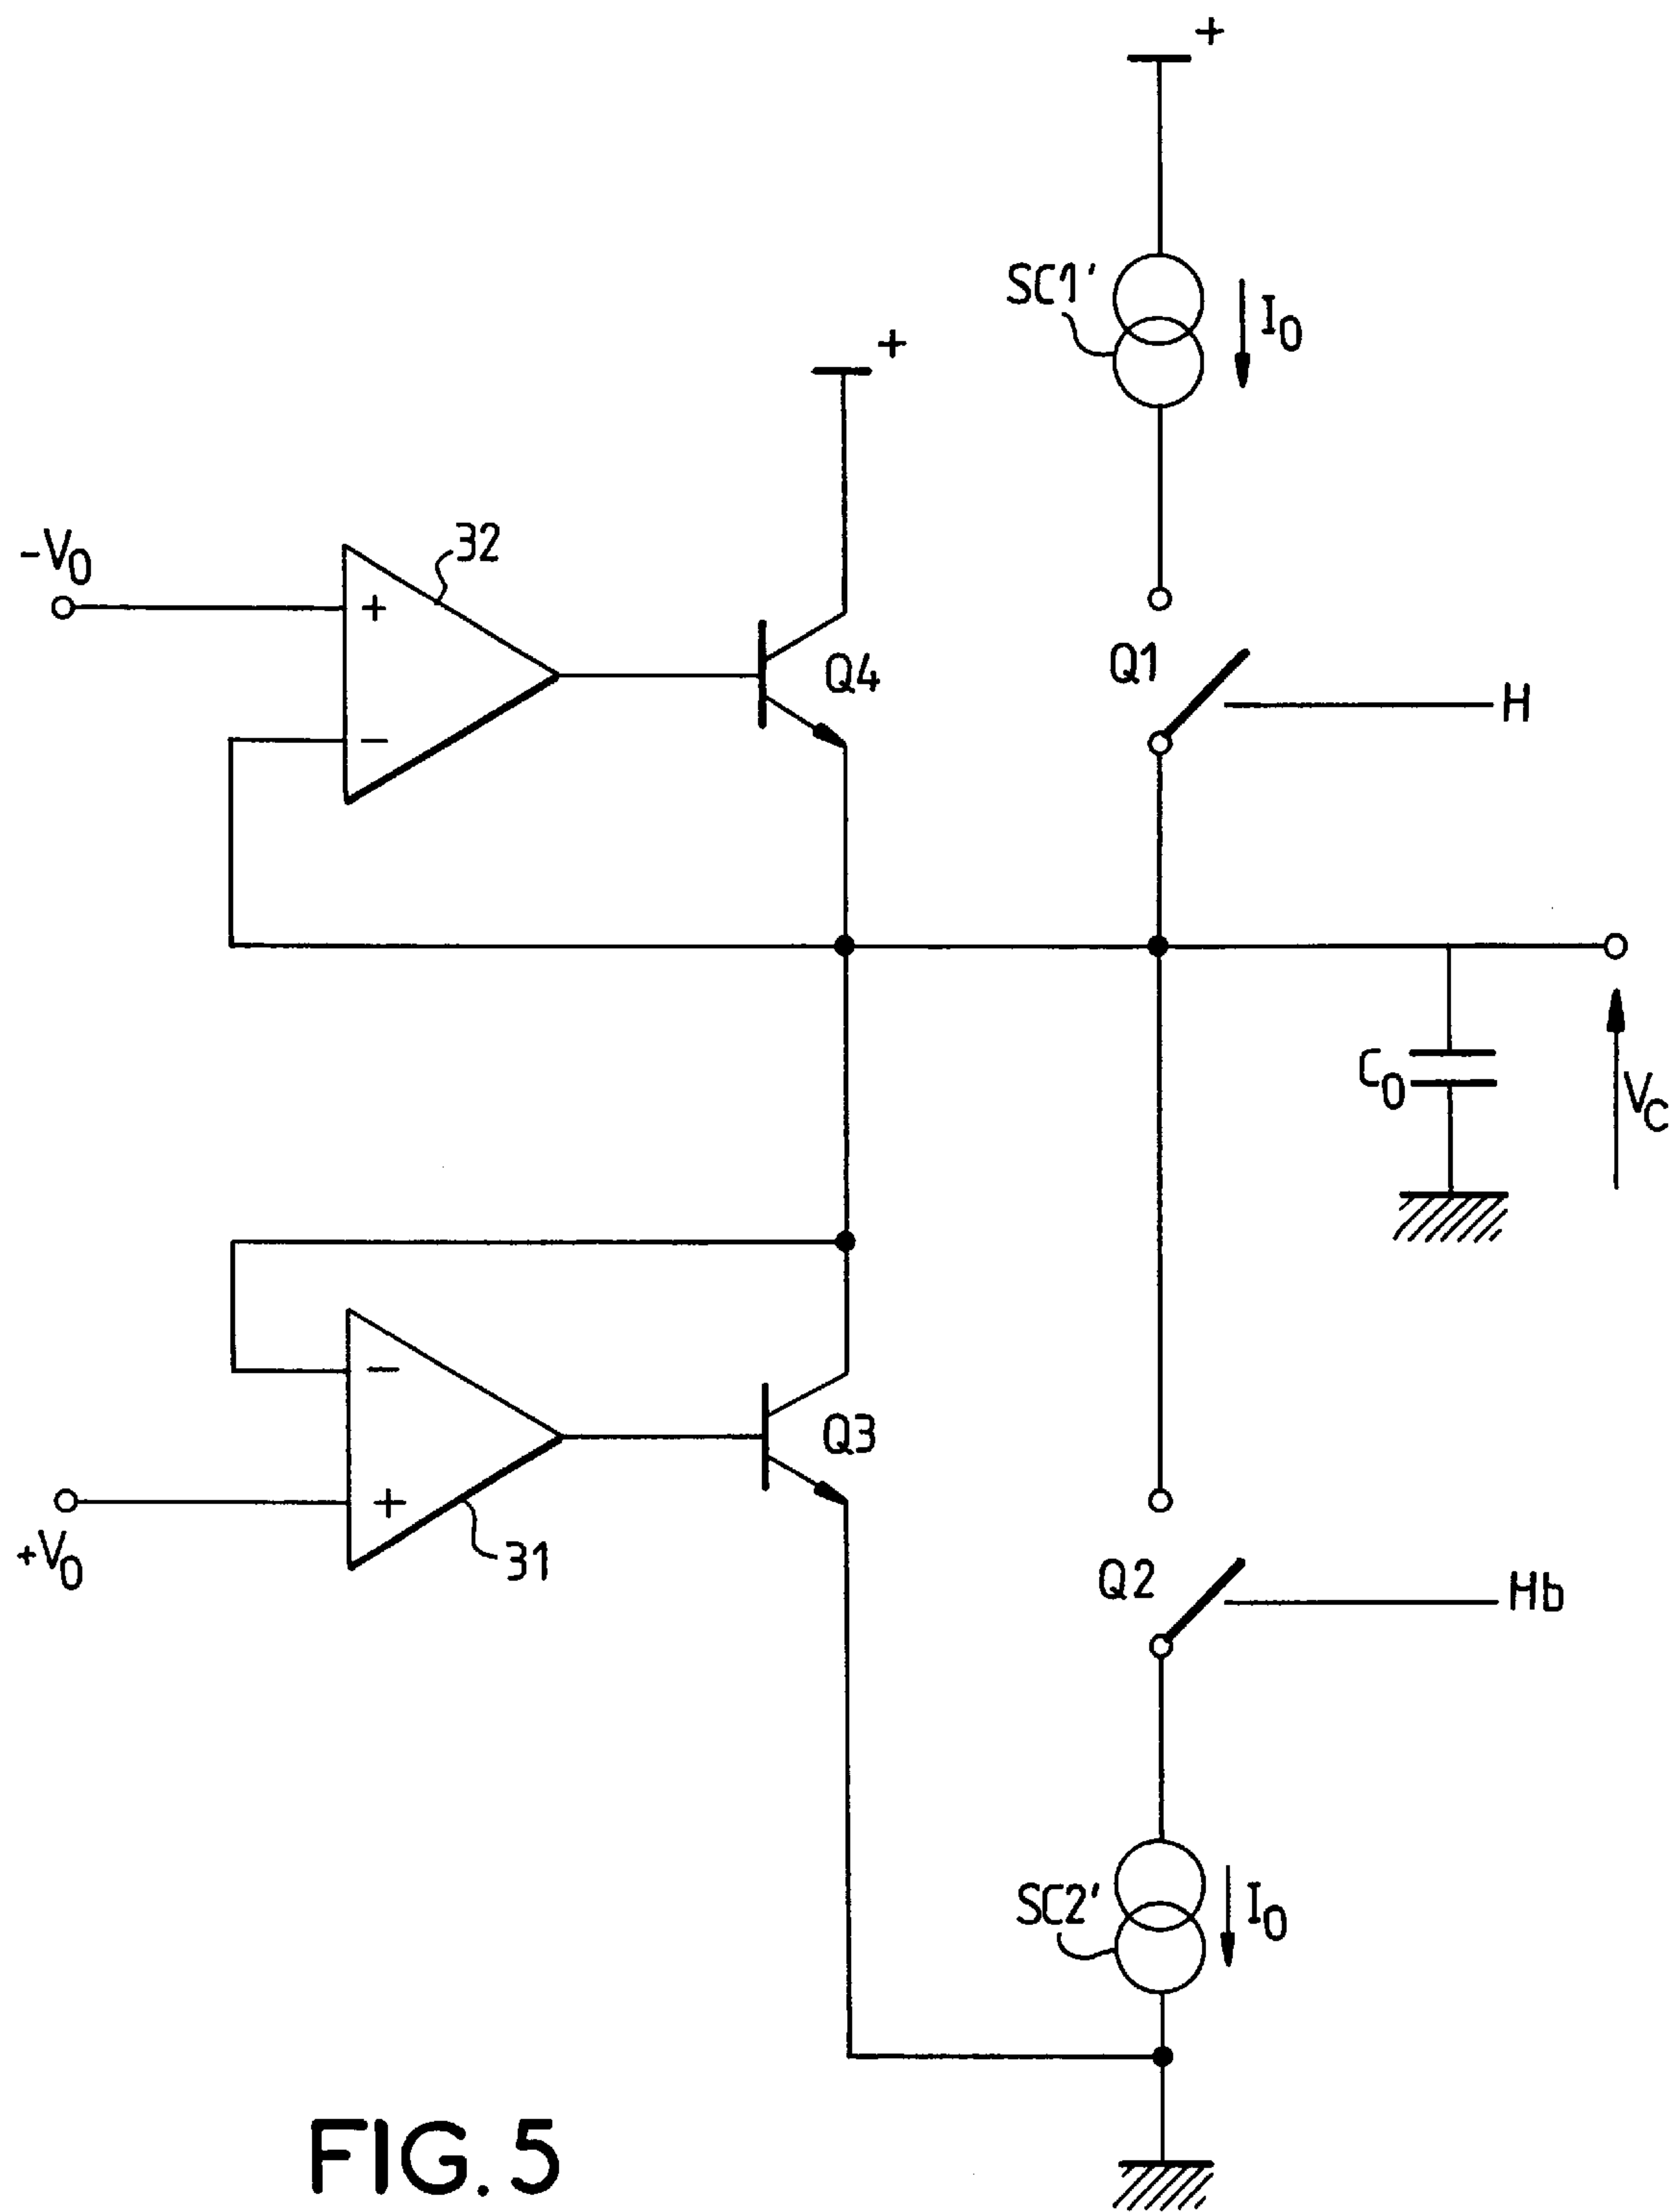 +
SC1'
I0
+
-V0
32
+
Q4
Q1
H
-
C0
VC
-
Q3
+
31
+V0
Q2
Hb
SC2'
I0
FIG. 5